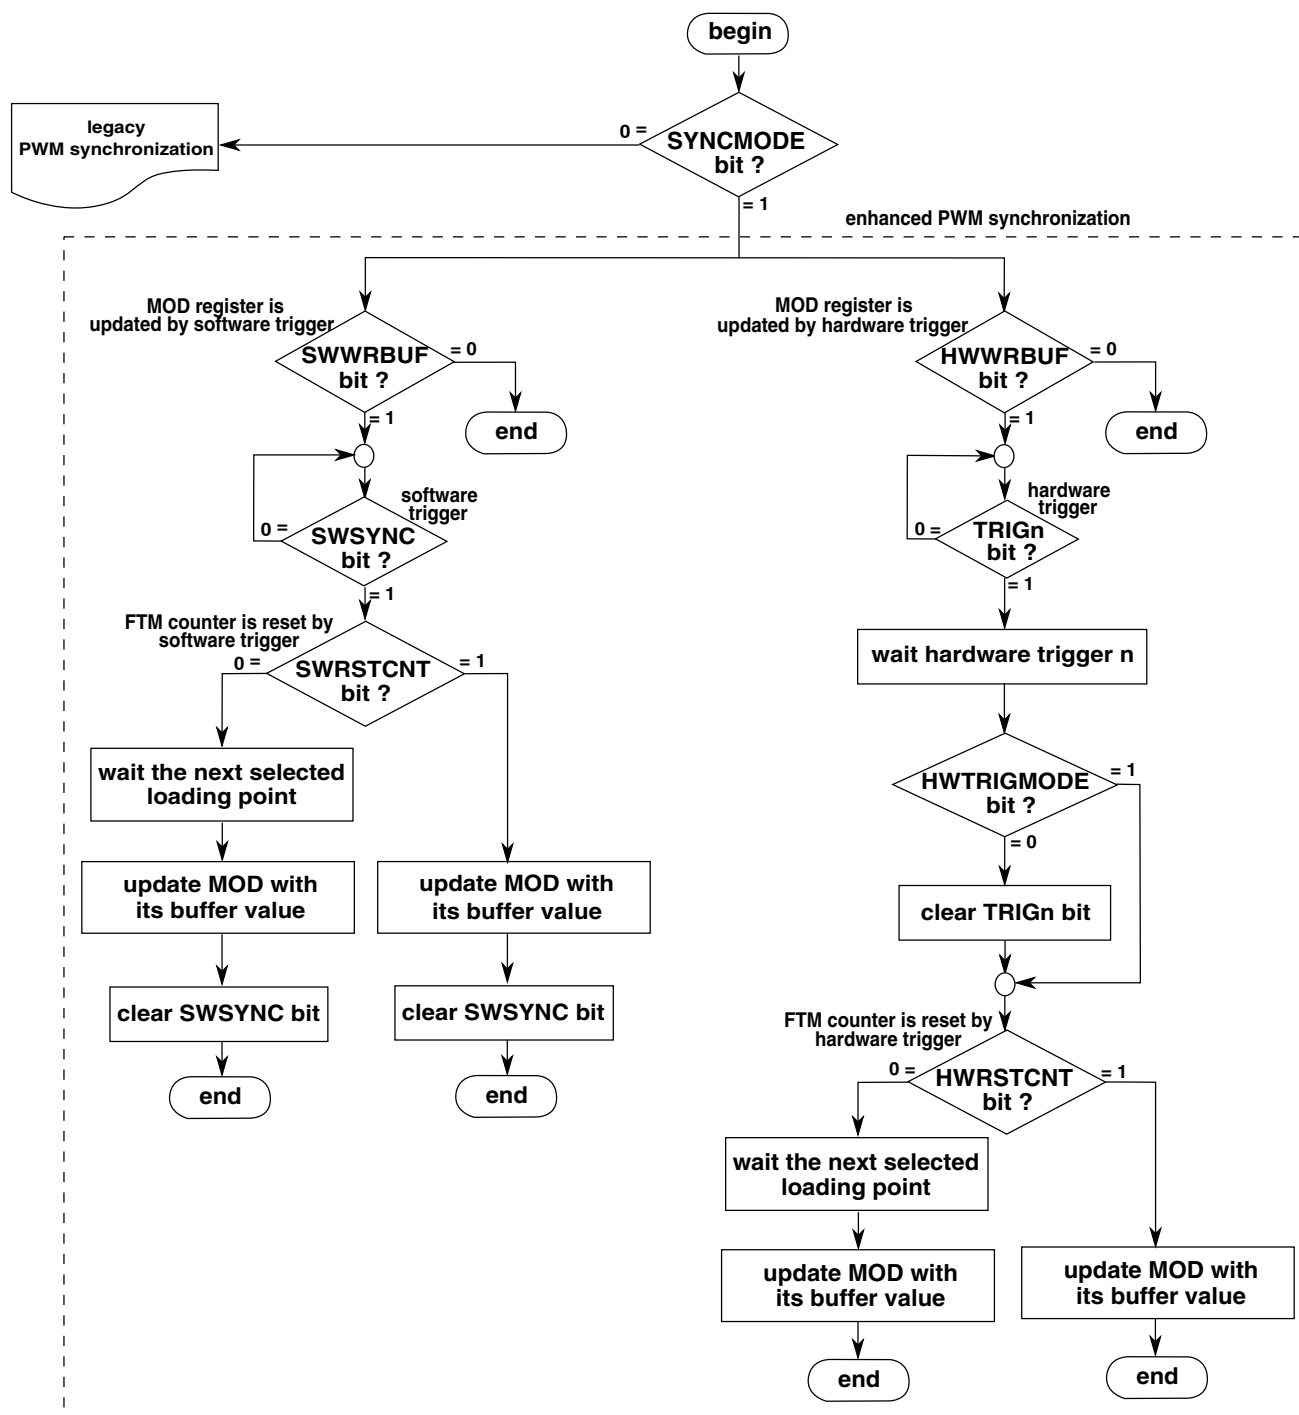 begin
legacy
PWM synchronization
0 =
SYNCMODE
bit ?
= 1
enhanced PWM synchronization
MOD register is
updated by software trigger
SWWRBUF
bit ?
= 0
= 1
end
software
trigger
0 =
SWSYNC
bit ?
= 1
FTM counter is reset by
software trigger
0 =
SWRSTCNT
bit ?
= 1
wait the next selected
loading point
update MOD with
its buffer value
clear SWSYNC bit
end
update MOD with
its buffer value
clear SWSYNC bit
end
MOD register is
updated by hardware trigger
HWWRBUF
bit ?
= 0
= 1
end
hardware
trigger
0 =
TRIGn
bit ?
= 1
wait hardware trigger n
HWTRIGMODE
bit ?
= 1
= 0
clear TRIGn bit
FTM counter is reset by
hardware trigger
0 =
HWRSTCNT
bit ?
= 1
wait the next selected
loading point
update MOD with
its buffer value
end
update MOD with
its buffer value
end